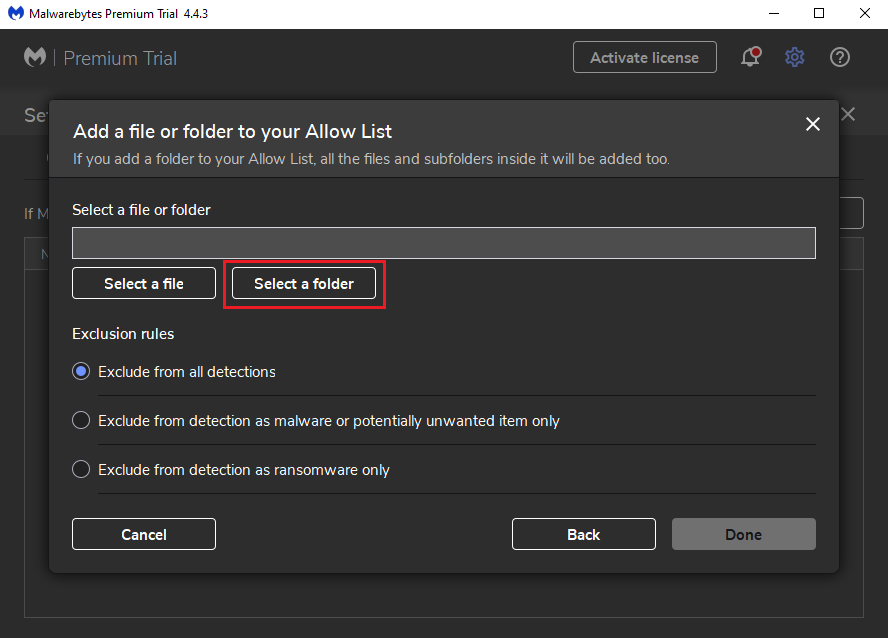 Malwarebytes Premium Trial 4.4.3
Premium Trial
Activate license
Set
Add a file or folder to your Allow List
If you add a folder to your Allow List, all the files and subfolders inside it will be added too.
If M
Select a file or folder
N
Select a file
Select a folder
Exclusion rules
Exclude from all detections
Exclude from detection as malware or potentially unwanted item only
Exclude from detection as ransomware only
Cancel
Back
Done